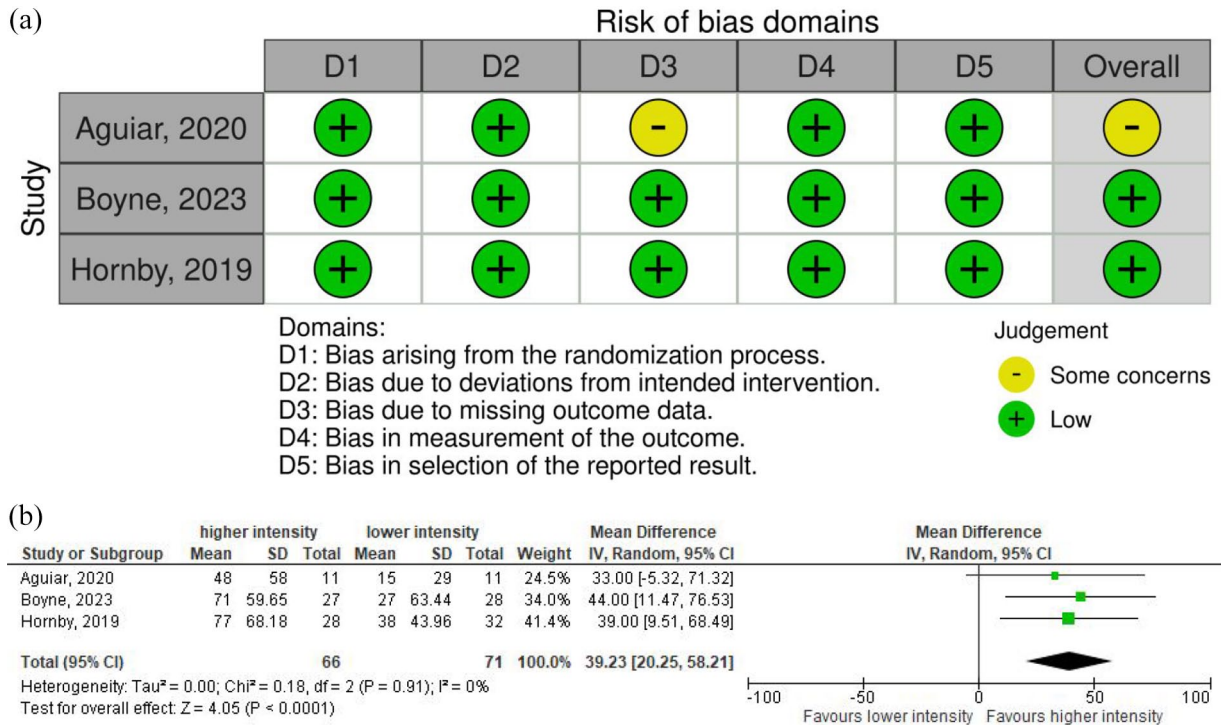 (a)
Risk of bias domains
D1 D2 D3 D4 D5 Overall
Study
Aguiar, 2020 + + - + + -
Boyne, 2023 + + + + + +
Hornby, 2019 + + + + + +
Domains:
D1: Bias arising from the randomization process.
D2: Bias due to deviations from intended intervention.
D3: Bias due to missing outcome data.
D4: Bias in measurement of the outcome.
D5: Bias in selection of the reported result.
Judgement
- Some concerns
+ Low
(b)
higher intensity lower intensity Mean Difference Mean Difference
Study or Subgroup Mean SD Total Mean SD Total Weight IV, Random, 95% CI IV, Random, 95% CI
Aguiar, 2020 48 58 11 15 29 11 24.5% 33.00 [-5.32, 71.32]
Boyne, 2023 71 59.65 27 27 63.44 28 34.0% 44.00 [11.47, 76.53]
Hornby, 2019 77 68.18 28 38 43.96 32 41.4% 39.00 [9.51, 68.49]
Total (95% CI) 66 71 100.0% 39.23 [20.25, 58.21]
Heterogeneity: Tau² = 0.00; Chi² = 0.18, df = 2 (P = 0.91); I² = 0%
Test for overall effect: Z = 4.05 (P < 0.0001)
-100 -50 0 50 100
Favours lower intensity Favours higher intensity